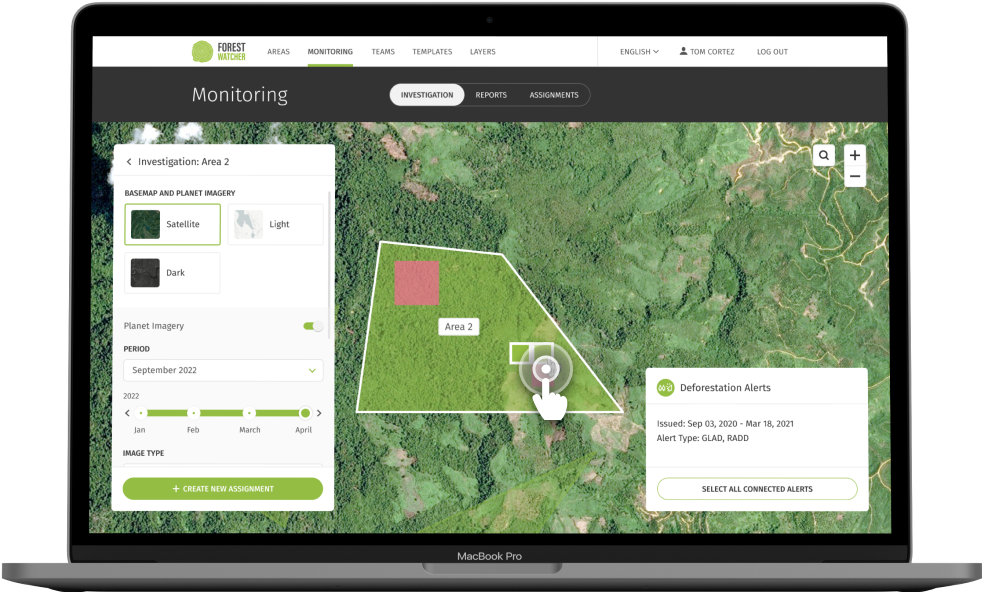 FOREST
WATCHER
AREAS
MONITORING
TEAMS
TEMPLATES
LAYERS
ENGLISH
TOM CORTEZ
LOG OUT
Monitoring
INVESTIGATION
REPORTS
ASSIGNMENTS
Investigation: Area 2
BASEMAP AND PLANET IMAGERY
Satellite
Light
Dark
Planet Imagery
PERIOD
September 2022
2022
Jan
Feb
March
April
IMAGE TYPE
+ CREATE NEW ASSIGNMENT
Area 2
Deforestation Alerts
Issued: Sep 03, 2020 - Mar 18, 2021
Alert Type: GLAD, RADD
SELECT ALL CONNECTED ALERTS
MacBook Pro